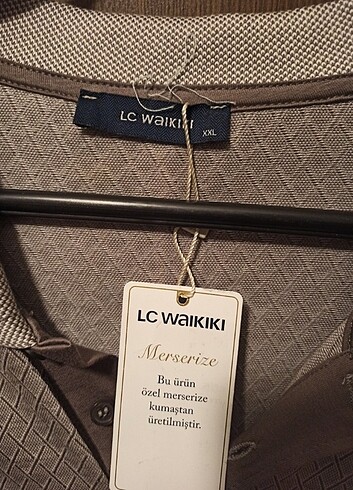 LC WAIKIKI
XXL
LC WAIKIKI
Merserize
Bu ürün
özel merserize
kumaştan
üretilmiştir.